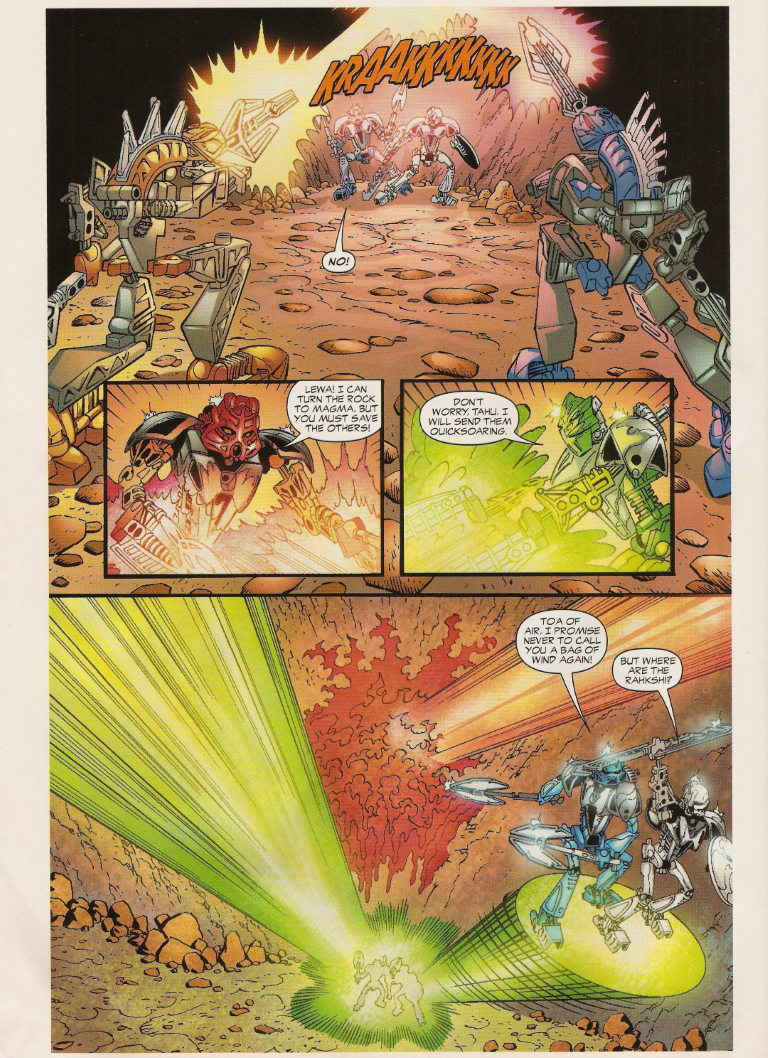 KRAAKKKKKKK
NO!
LEWA! I CAN
TURN THE ROCK
TO MAGMA. BUT
YOU MUST SAVE
THE OTHERS!
DON'T
WORRY, TAHU. I
WILL SEND THEM
QUICKSOARING.
TOA OF
AIR, I PROMISE
NEVER TO CALL
YOU A BAG OF
WIND AGAIN!
BUT WHERE
ARE THE
RAHKSHI?